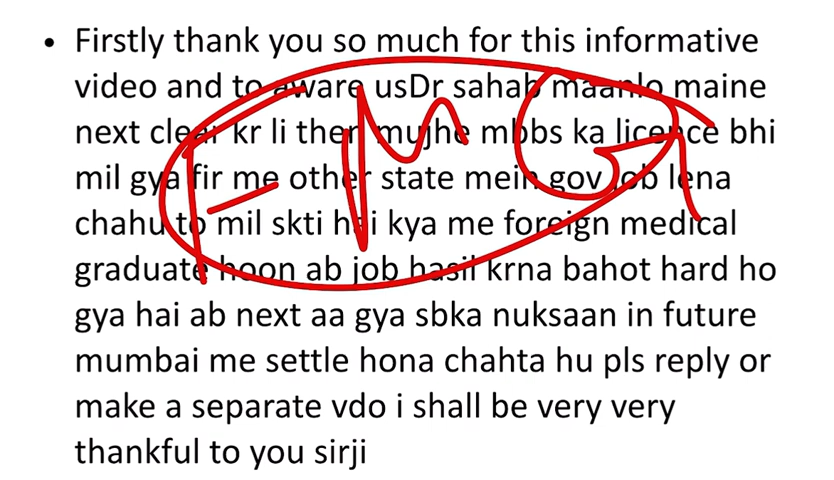 • Firstly thank you so much for this informative
video and to aware usDr sahab maanlo maine
next clear kr li then mujhe mbbs ka licence bhi
mil gya fir me other state mein gov job lena
chahu to mil skti hai kya me foreign medical
graduate hoon ab job hasil krna bahot hard ho
gya hai ab next aa gya sbka nuksaan in future
mumbai me settle hona chahta hu pls reply or
make a separate vdo i shall be very very
thankful to you sirji
FMG